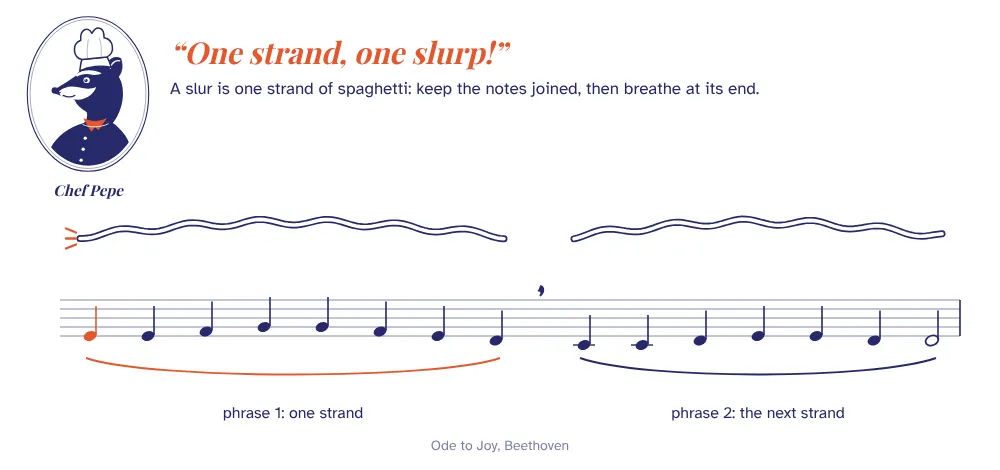 “One strand, one slurp!”
A slur is one strand of spaghetti: keep the notes joined, then breathe at its end.
Chef Pepe
phrase 1: one strand
phrase 2: the next strand
Ode to Joy, Beethoven